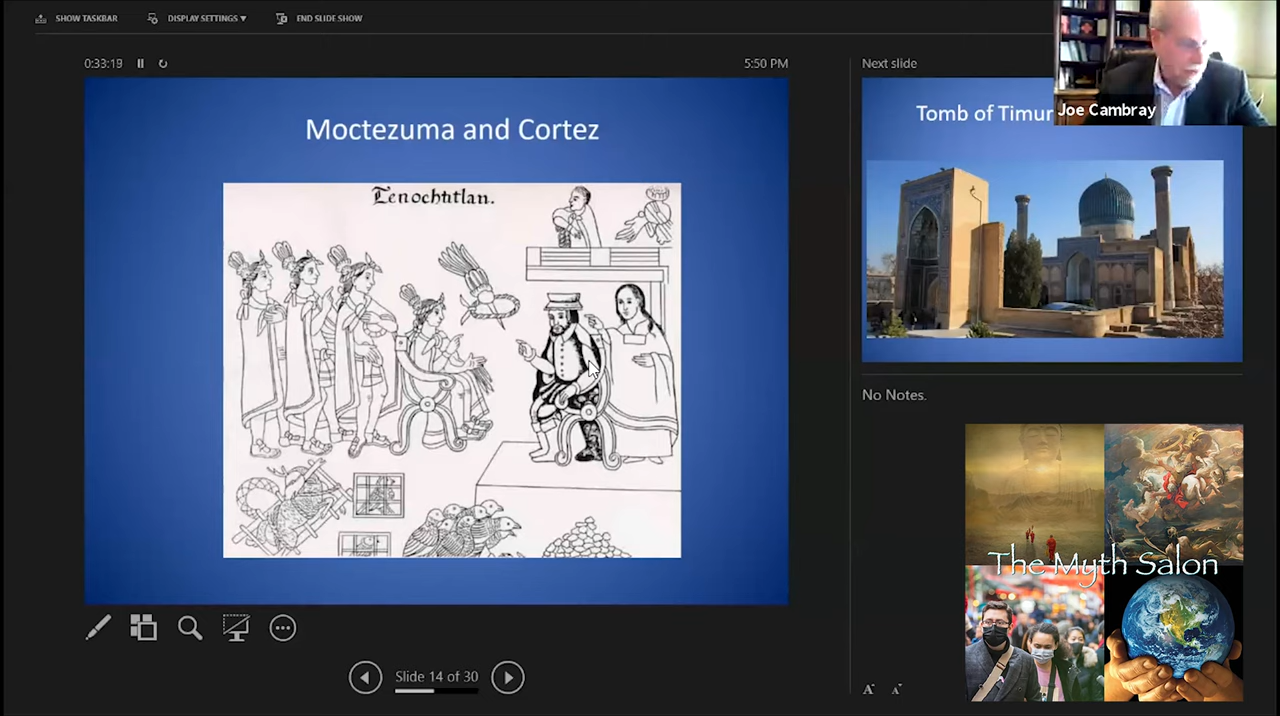 SHOW TASKBAR
DISPLAY SETTINGS ▼
END SLIDE SHOW
0:33:19
5:50 PM
Moctezuma and Cortez
Tenochtitlan.
Next slide
Tomb of Timur
Joe Cambray
No Notes.
The Myth Salon
Slide 14 of 30
A
A